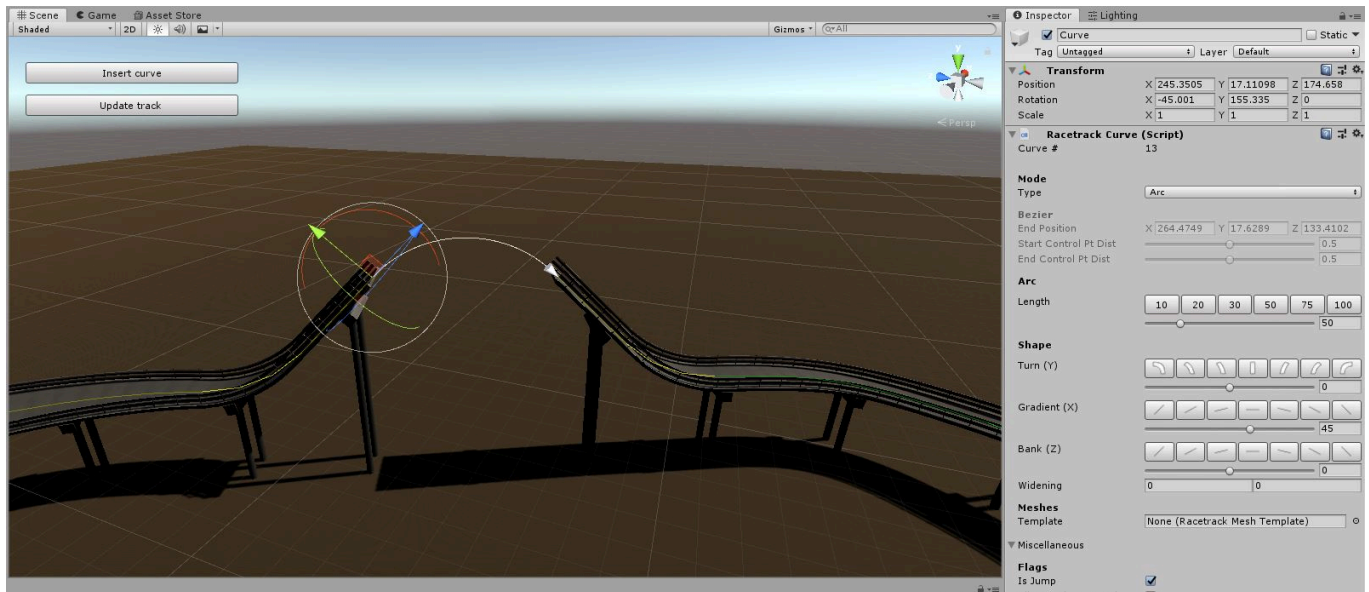 Scene Game Asset Store
Shaded 2D Gizmos All
Insert curve
Update track
y
Persp
Inspector Lighting
Curve Static
Tag Untagged Layer Default
Transform
Position X 245.3505 Y 17.11098 Z 174.658
Rotation X -45.001 Y 155.335 Z 0
Scale X 1 Y 1 Z 1
Racetrack Curve (Script)
Curve # 13
Mode
Type Arc
Bezier
End Position X 264.4749 Y 17.6289 Z 133.4102
Start Control Pt Dist 0.5
End Control Pt Dist 0.5
Arc
Length 10 20 30 50 75 100
50
Shape
Turn (Y)
0
Gradient (X)
45
Bank (Z)
0
Widening 0 0
Meshes
Template None (Racetrack Mesh Template)
Miscellaneous
Flags
Is Jump